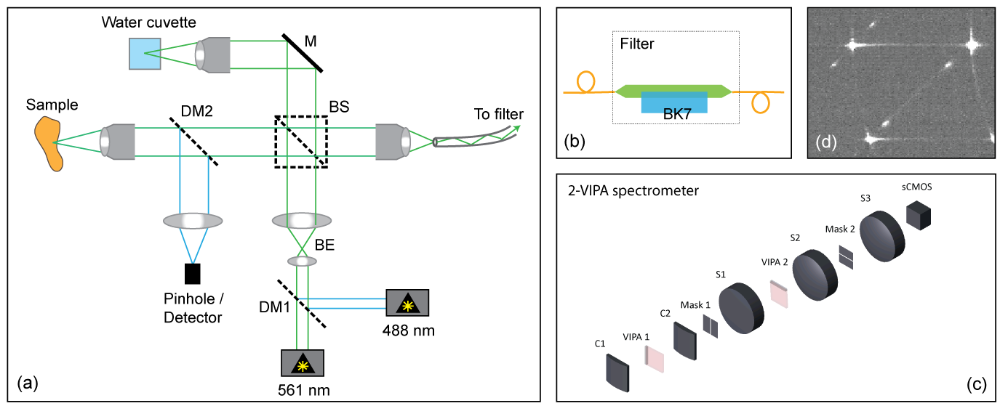 Water cuvette
M
Sample
DM2
BS
To filter
BE
Pinhole /
Detector
DM1
488 nm
561 nm
(a)
Filter
BK7
(b)
(d)
2-VIPA spectrometer
sCMOS
S3
Mask 2
S2
VIPA 2
S1
Mask 1
C2
VIPA 1
C1
(c)